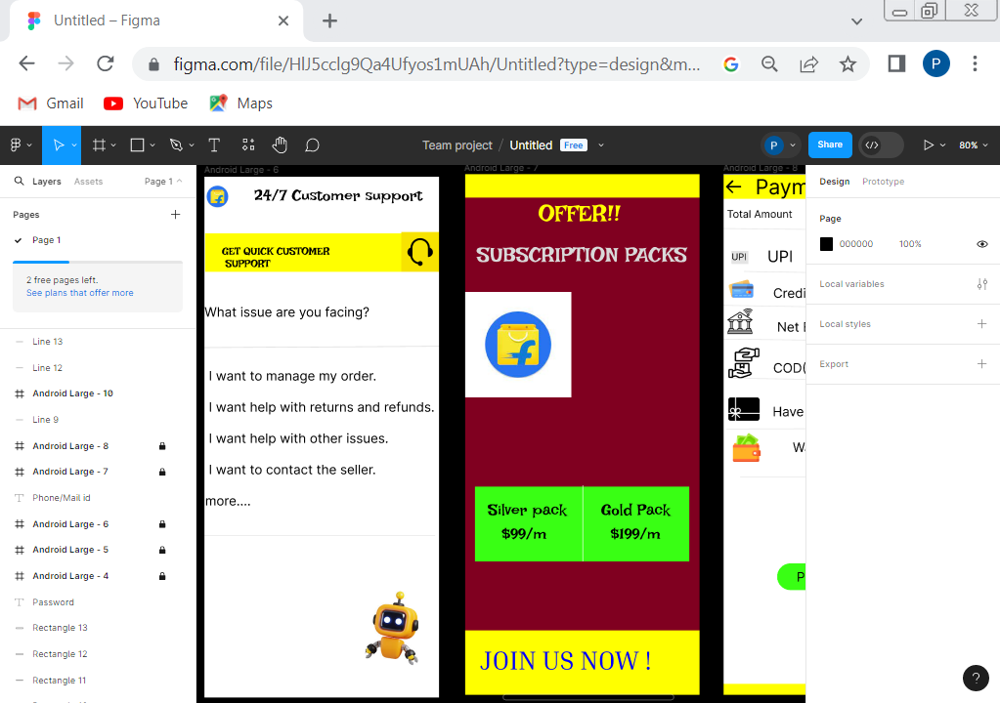 Untitled – Figma
figma.com/file/HlJ5cclg9Qa4Ufyos1mUAh/Untitled?type=design&m...
P
Gmail
YouTube
Maps
Team project / Untitled Free
P
Share
80%
Layers
Assets
Page 1
Pages
Page 1
2 free pages left.
See plans that offer more
Line 13
Line 12
Android Large - 10
Line 9
Android Large - 8
Android Large - 7
Phone/Mail id
Android Large - 6
Android Large - 5
Android Large - 4
Password
Rectangle 13
Rectangle 12
Rectangle 11
Android Large - 6
24/7 Customer support
GET QUICK CUSTOMER
SUPPORT
What issue are you facing?
I want to manage my order.
I want help with returns and refunds.
I want help with other issues.
I want to contact the seller.
more....
Android Large - 7
OFFER!!
SUBSCRIPTION PACKS
Silver pack
$99/m
Gold Pack
$199/m
JOIN US NOW !
Android Large - 8
Paym
Total Amount
UPI UPI
Credi
Net B
COD(
Have
Wa
P
Design
Prototype
Page
000000 100%
Local variables
Local styles
Export
?